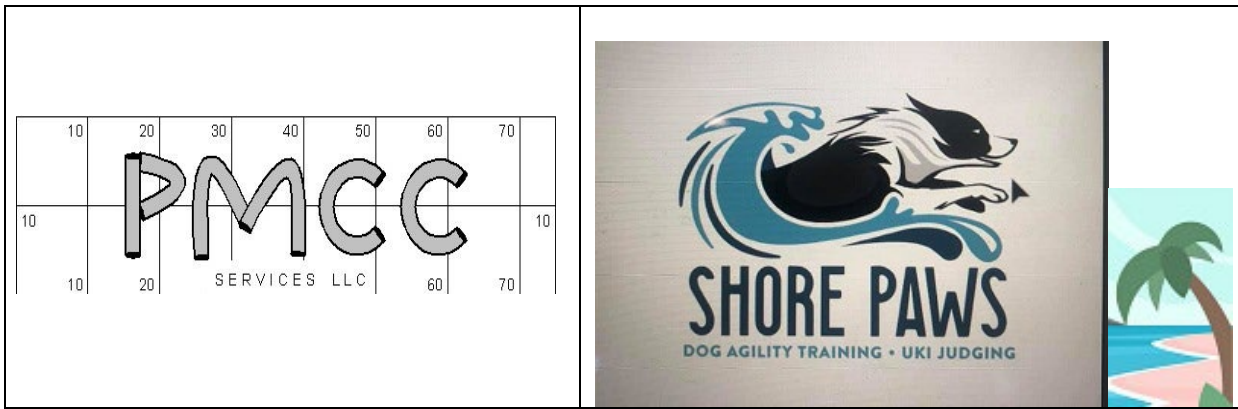 10 20 30 40 50 60 70
PMCC
10 10
SERVICES LLC
10 20 60 70
SHORE PAWS
DOG AGILITY TRAINING • UKI JUDGING